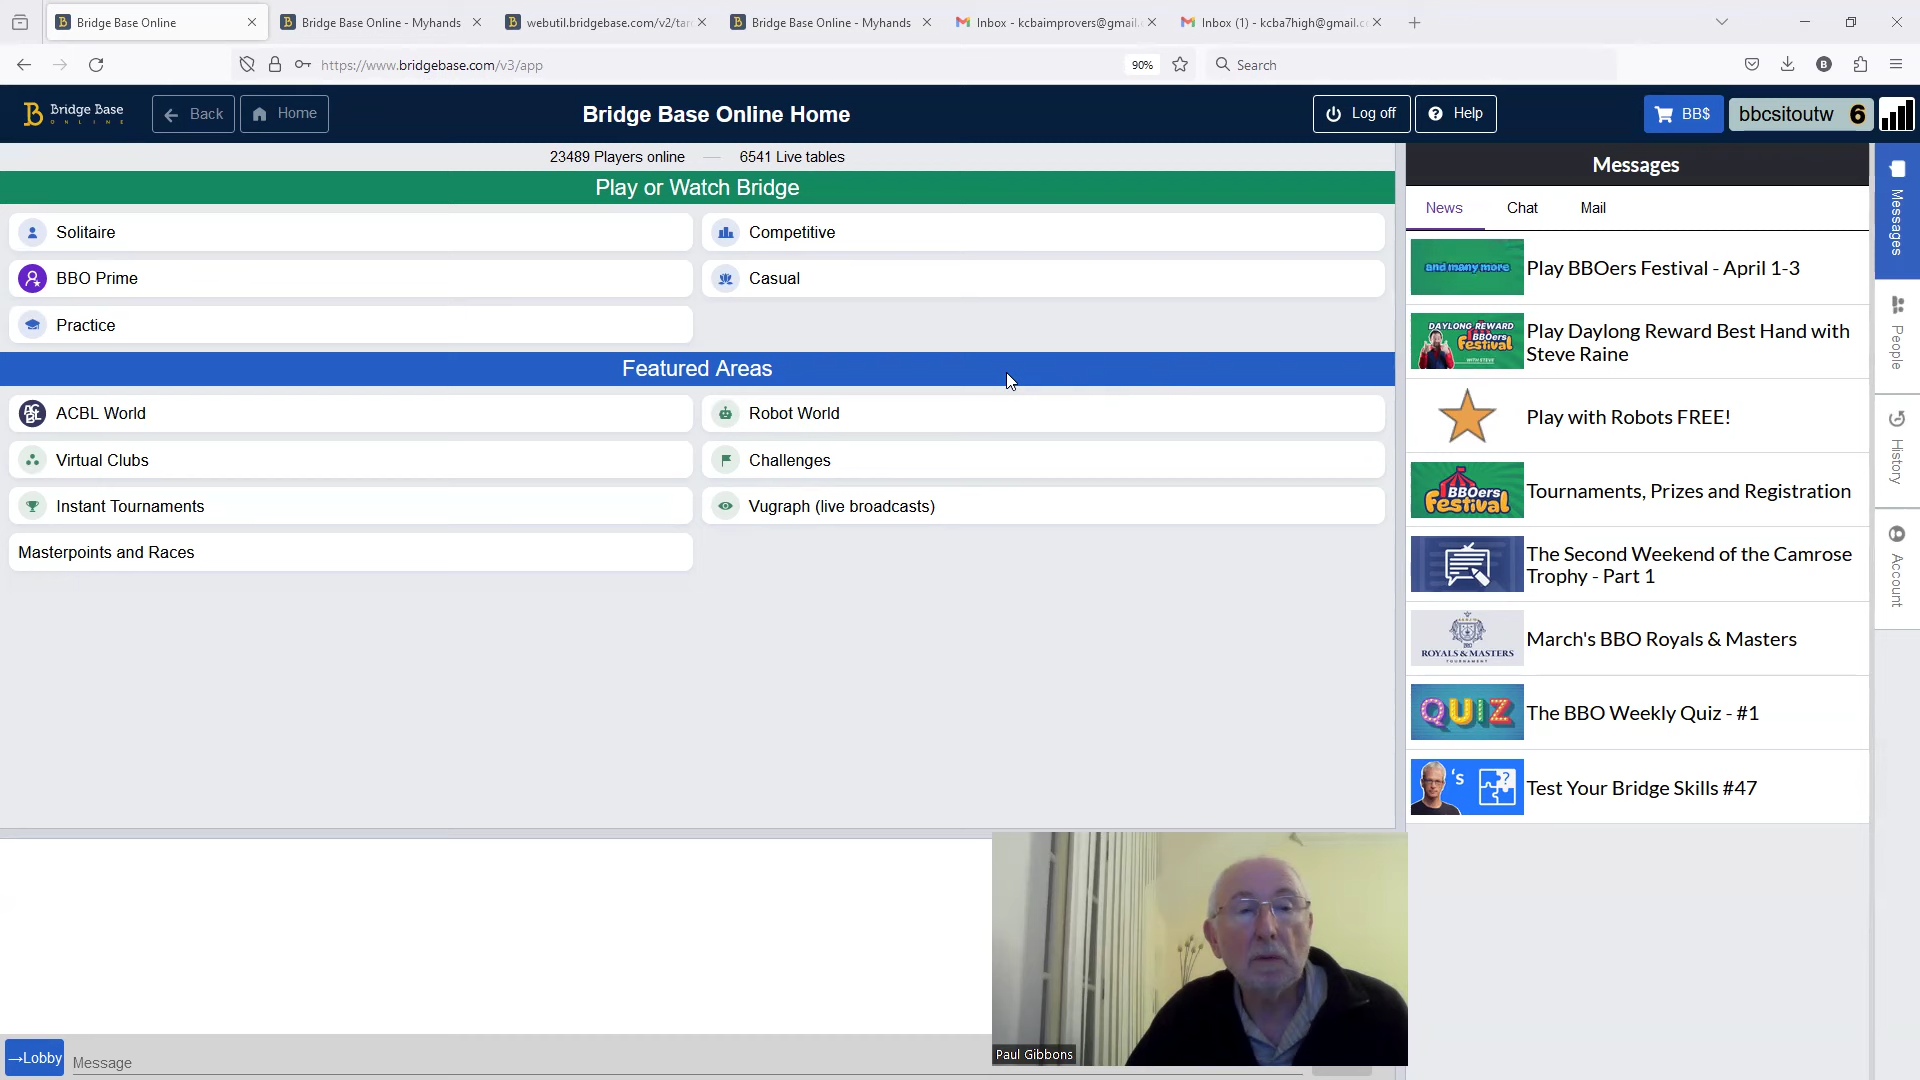 Bridge Base Online
Bridge Base Online - Myhands
webutil.bridgebase.com/v2/tar
Bridge Base Online - Myhands
Inbox - kcbaimprovers@gmail.
Inbox (1) - kcba7high@gmail.c
https://www.bridgebase.com/v3/app
90%
Search
Bridge Base
ONLINE
Back
Home
Bridge Base Online Home
Log off
Help
BB$
bbcsitoutw 6
23489 Players online — 6541 Live tables
Play or Watch Bridge
Solitaire
Competitive
BBO Prime
Casual
Practice
Featured Areas
ACBL World
Robot World
Virtual Clubs
Challenges
Instant Tournaments
Vugraph (live broadcasts)
Masterpoints and Races
Messages
News
Chat
Mail
and many more
Play BBOers Festival - April 1-3
DAYLONG REWARD
BBOers
Festival
WITH STEVE
Play Daylong Reward Best Hand with
Steve Raine
Play with Robots FREE!
BBOers
Festival
Tournaments, Prizes and Registration
The Second Weekend of the Camrose
Trophy - Part 1
ROYALS & MASTERS
TOURNAMENT
March's BBO Royals & Masters
QUIZ
The BBO Weekly Quiz - #1
's
?
Test Your Bridge Skills #47
Messages
People
History
Account
Paul Gibbons
→Lobby
Message